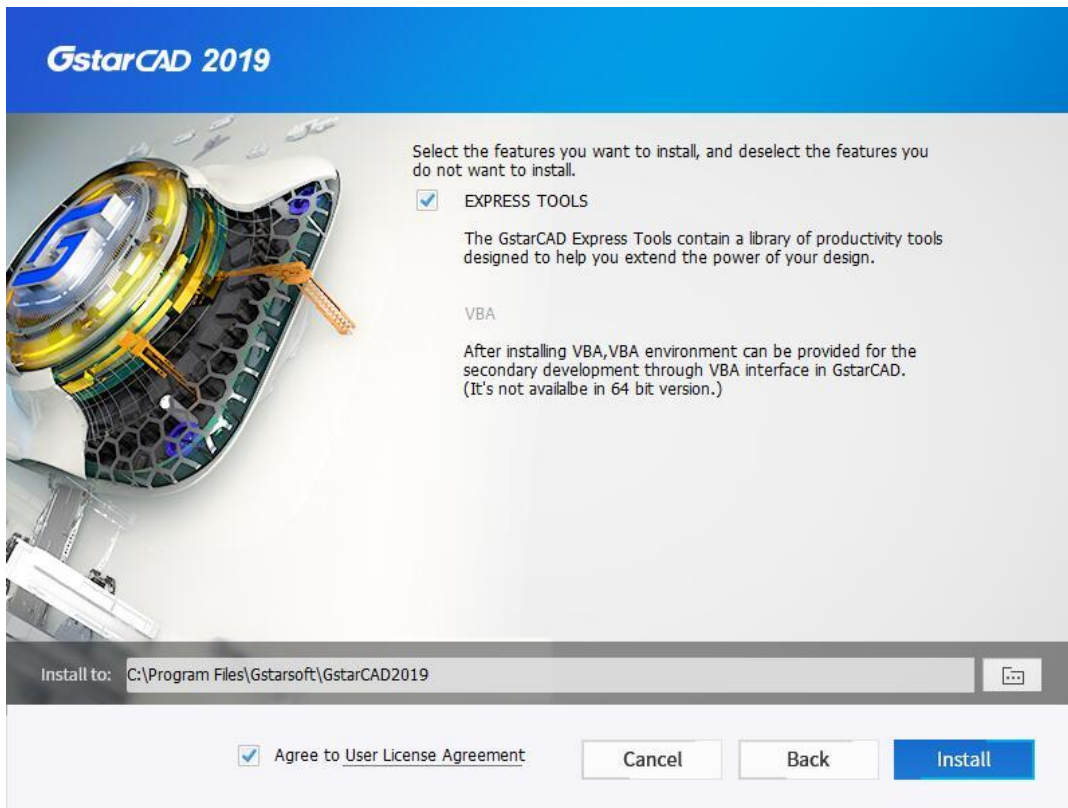 GstarCAD 2019
Select the features you want to install, and deselect the features you
do not want to install.
EXPRESS TOOLS
The GstarCAD Express Tools contain a library of productivity tools
designed to help you extend the power of your design.
VBA
After installing VBA,VBA environment can be provided for the
secondary development through VBA interface in GstarCAD.
(It's not availalbe in 64 bit version.)
Install to: C:\Program Files\Gstarsoft\GstarCAD2019
Agree to User License Agreement
Cancel
Back
Install